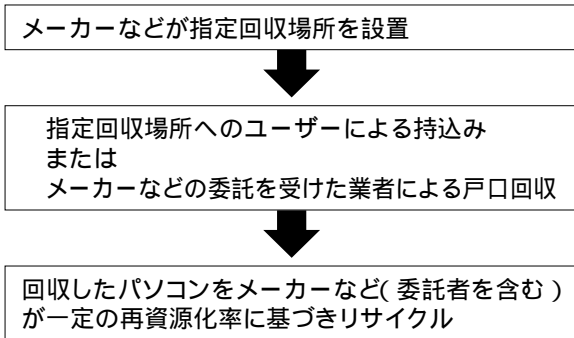 メーカーなどが指定回収場所を設置
指定回収場所へのユーザーによる持込み
または
メーカーなどの委託を受けた業者による戸口回収
回収したパソコンをメーカーなど(委託者を含む)
が一定の再資源化率に基づきリサイクル